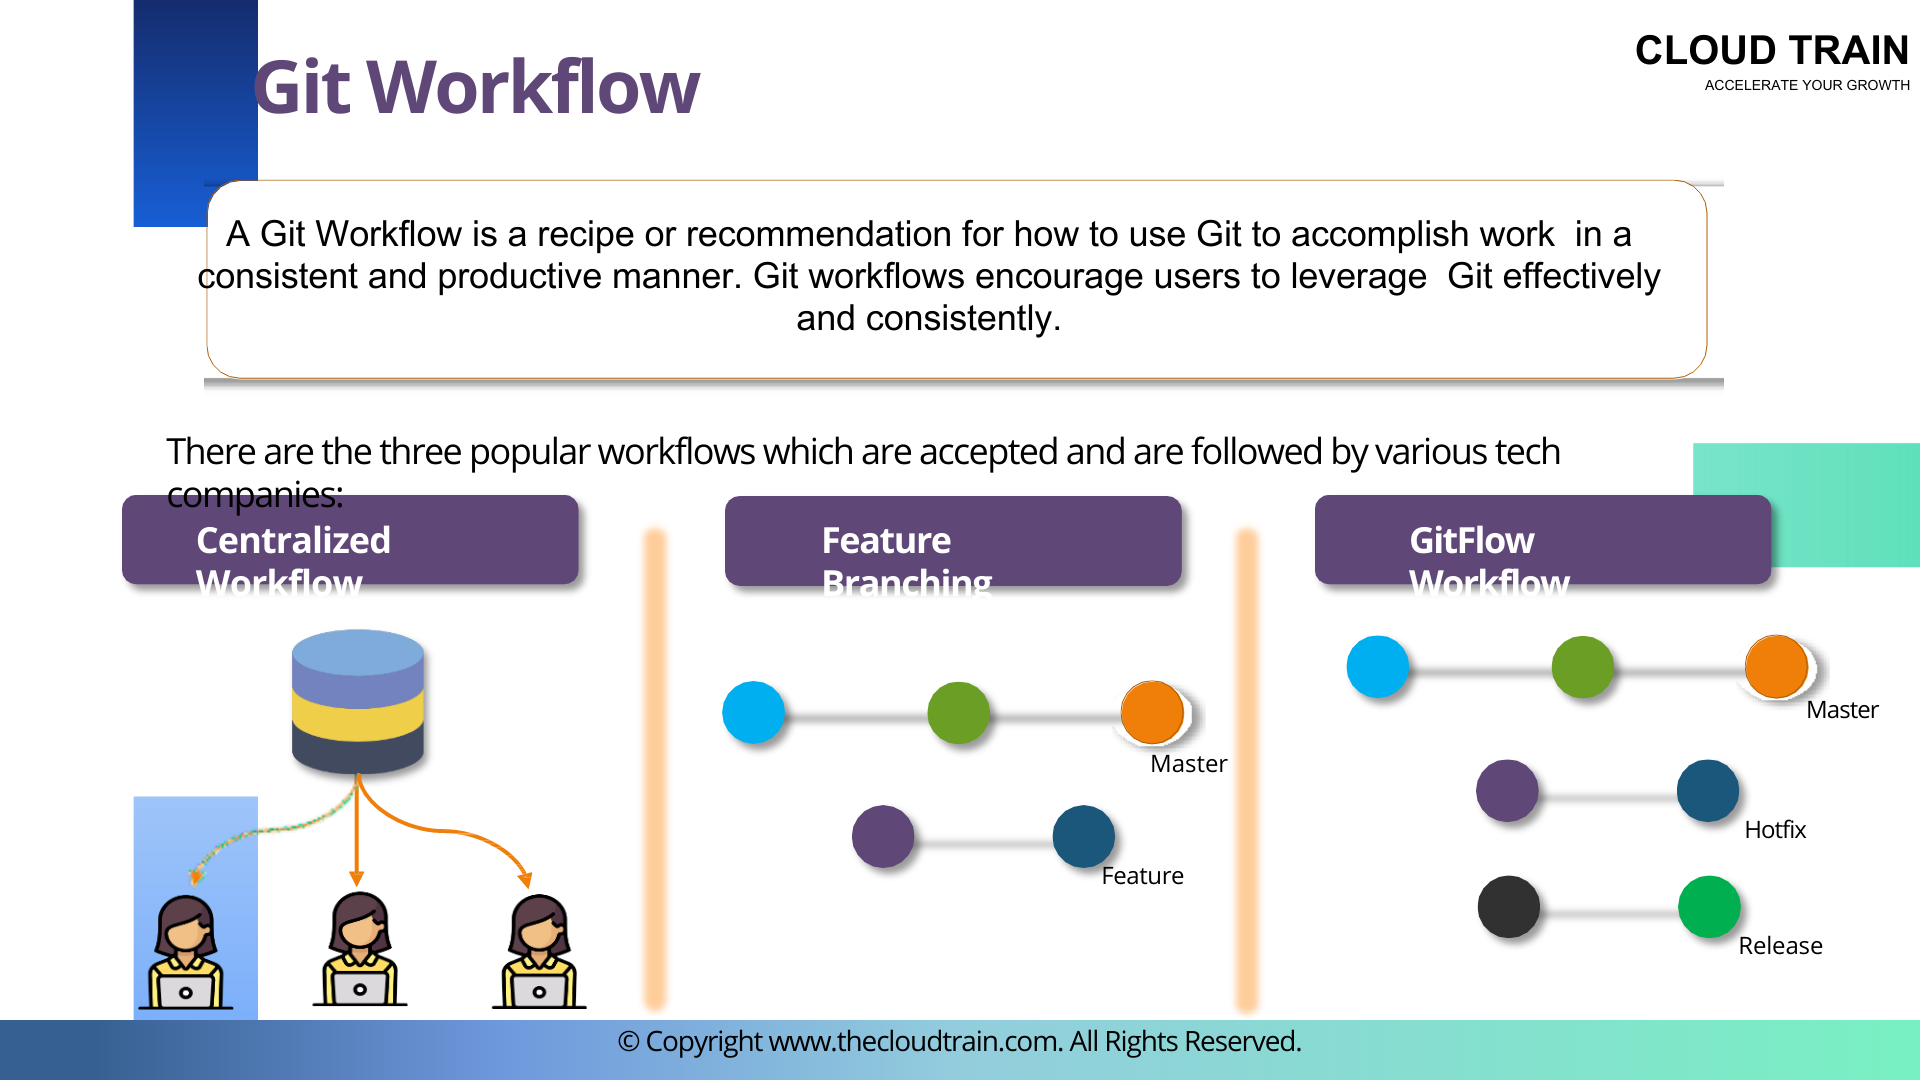 Git Workflow
CLOUD TRAIN
ACCELERATE YOUR GROWTH
A Git Workflow is a recipe or recommendation for how to use Git to accomplish work in a
consistent and productive manner. Git workflows encourage users to leverage Git effectively
and consistently.
There are the three popular workflows which are accepted and are followed by various tech
companies:
Centralized
Workflow
Feature
Branching
GitFlow
Workflow
Master
Feature
Master
Hotfix
Release
© Copyright www.thecloudtrain.com. All Rights Reserved.